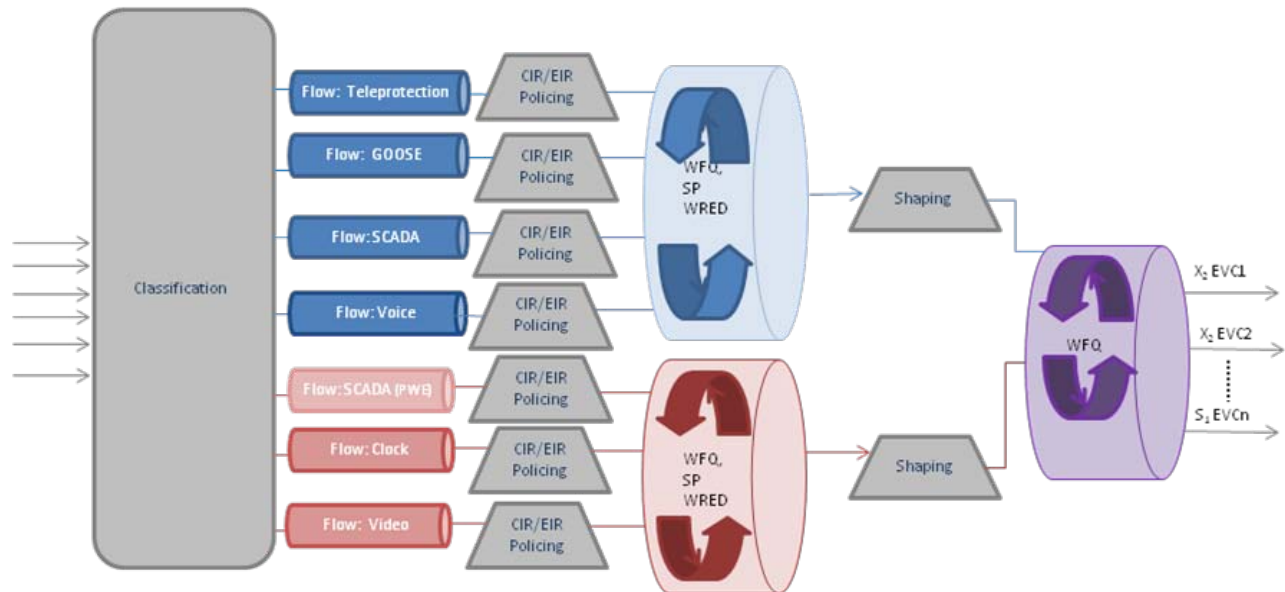 Classification
Flow: Teleprotection
CIR/EIR
Policing
Flow: GOOSE
CIR/EIR
Policing
Flow: SCADA
CIR/EIR
Policing
Flow: Voice
CIR/EIR
Policing
WFQ,
SP
WRED
Shaping
Flow: SCADA (PWE)
CIR/EIR
Policing
Flow: Clock
CIR/EIR
Policing
Flow: Video
CIR/EIR
Policing
WFQ,
SP
WRED
Shaping
WFQ
X₂ EVC1
X₂ EVC2
S₁ EVCn